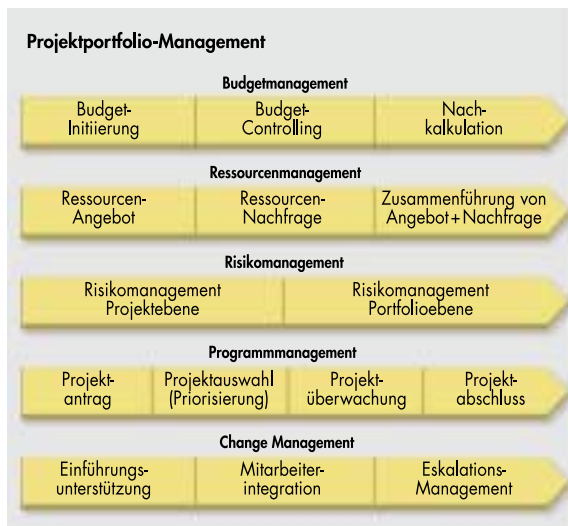 Projektportfolio-Management
Budgetmanagement
Budget-
Initiierung
Budget-
Controlling
Nach-
kalkulation
Ressourcenmanagement
Ressourcen-
Angebot
Ressourcen-
Nachfrage
Zusammenführung von
Angebot+Nachfrage
Risikomanagement
Risikomanagement
Projektebene
Risikomanagement
Portfolioebene
Programmmanagement
Projekt-
antrag
Projektauswahl
(Priorisierung)
Projekt-
überwachung
Projekt-
abschluss
Change Management
Einführungs-
unterstützung
Mitarbeiter-
integration
Eskalations-
Management